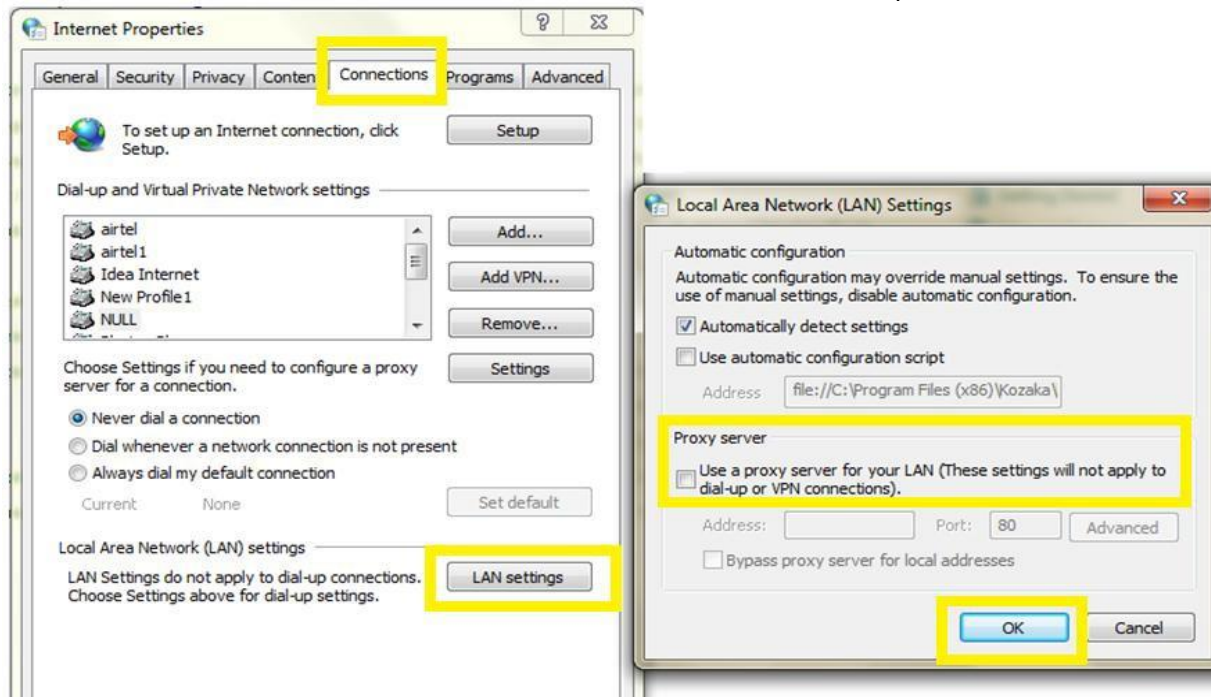 Internet Properties
General Security Privacy Conten Connections Programs Advanced
To set up an Internet connection, click
Setup.
Setup
Dial-up and Virtual Private Network settings
airtel
airtel1
Idea Internet
New Profile1
NULL
Add...
Add VPN...
Remove...
Choose Settings if you need to configure a proxy
server for a connection.
Settings
Never dial a connection
Dial whenever a network connection is not present
Always dial my default connection
Current None
Set default
Local Area Network (LAN) settings
LAN Settings do not apply to dial-up connections.
Choose Settings above for dial-up settings.
LAN settings
Local Area Network (LAN) Settings
Automatic configuration
Automatic configuration may override manual settings. To ensure the
use of manual settings, disable automatic configuration.
Automatically detect settings
Use automatic configuration script
Address file://C:\Program Files (x86)\Kozaka\
Proxy server
Use a proxy server for your LAN (These settings will not apply to
dial-up or VPN connections).
Address: Port: 80 Advanced
Bypass proxy server for local addresses
OK Cancel